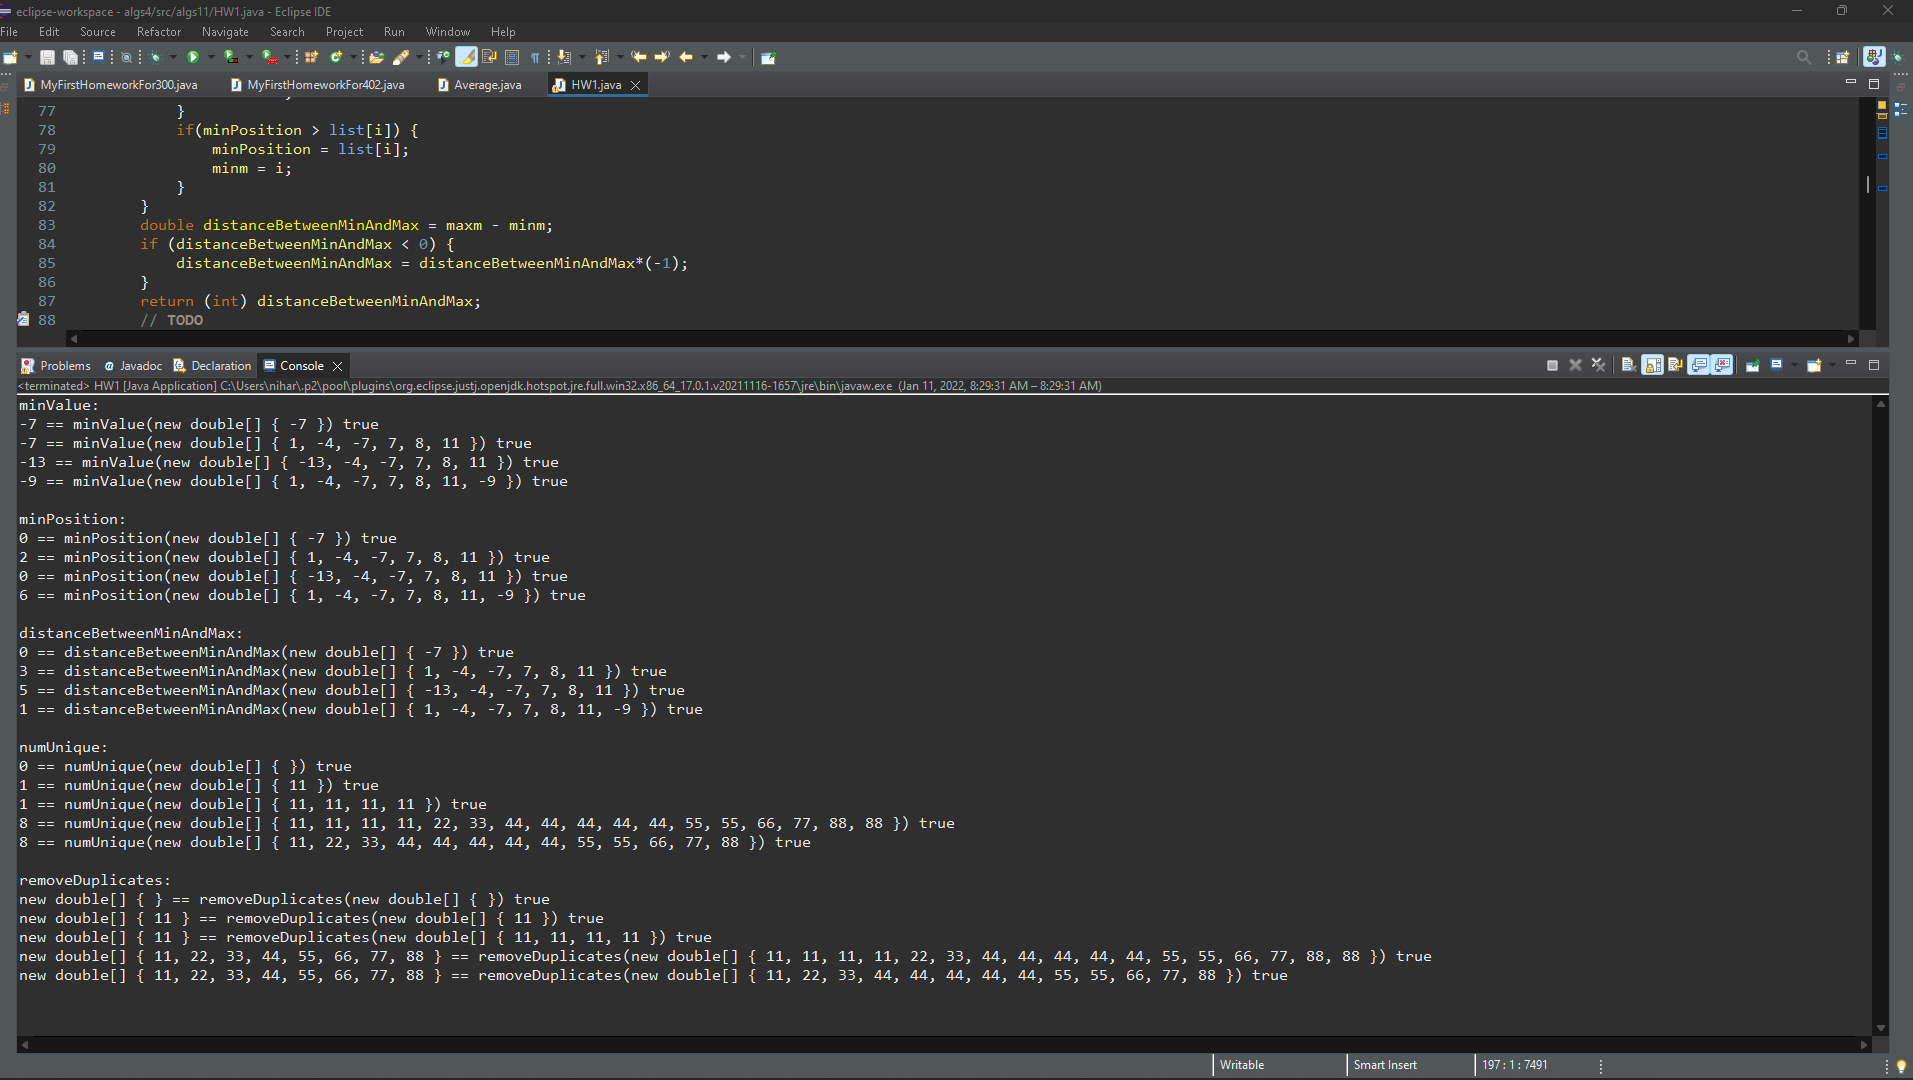 eclipse-workspace - algs4/src/algs11/HW1.java - Eclipse IDE
File Edit Source Refactor Navigate Search Project Run Window Help
MyFirstHomeworkFor300.java MyFirstHomeworkFor402.java Average.java HW1.java
77 }
78 if(minPosition > list[i]) {
79 minPosition = list[i];
80 minm = i;
81 }
82 }
83 double distanceBetweenMinAndMax = maxm - minm;
84 if (distanceBetweenMinAndMax < 0) {
85 distanceBetweenMinAndMax = distanceBetweenMinAndMax*(-1);
86 }
87 return (int) distanceBetweenMinAndMax;
88 // TODO
Problems Javadoc Declaration Console
<terminated> HW1 [Java Application] C:\Users\nihar\.p2\pool\plugins\org.eclipse.justj.openjdk.hotspot.jre.full.win32.x86_64_17.0.1.v20211116-1657\jre\bin\javaw.exe (Jan 11, 2022, 8:29:31 AM – 8:29:31 AM)
minValue:
-7 == minValue(new double[] { -7 }) true
-7 == minValue(new double[] { 1, -4, -7, 7, 8, 11 }) true
-13 == minValue(new double[] { -13, -4, -7, 7, 8, 11 }) true
-9 == minValue(new double[] { 1, -4, -7, 7, 8, 11, -9 }) true
minPosition:
0 == minPosition(new double[] { -7 }) true
2 == minPosition(new double[] { 1, -4, -7, 7, 8, 11 }) true
0 == minPosition(new double[] { -13, -4, -7, 7, 8, 11 }) true
6 == minPosition(new double[] { 1, -4, -7, 7, 8, 11, -9 }) true
distanceBetweenMinAndMax:
0 == distanceBetweenMinAndMax(new double[] { -7 }) true
3 == distanceBetweenMinAndMax(new double[] { 1, -4, -7, 7, 8, 11 }) true
5 == distanceBetweenMinAndMax(new double[] { -13, -4, -7, 7, 8, 11 }) true
1 == distanceBetweenMinAndMax(new double[] { 1, -4, -7, 7, 8, 11, -9 }) true
numUnique:
0 == numUnique(new double[] { }) true
1 == numUnique(new double[] { 11 }) true
1 == numUnique(new double[] { 11, 11, 11, 11 }) true
8 == numUnique(new double[] { 11, 11, 11, 11, 22, 33, 44, 44, 44, 44, 44, 55, 55, 66, 77, 88, 88 }) true
8 == numUnique(new double[] { 11, 22, 33, 44, 44, 44, 44, 44, 55, 55, 66, 77, 88 }) true
removeDuplicates:
new double[] { } == removeDuplicates(new double[] { }) true
new double[] { 11 } == removeDuplicates(new double[] { 11 }) true
new double[] { 11 } == removeDuplicates(new double[] { 11, 11, 11, 11 }) true
new double[] { 11, 22, 33, 44, 55, 66, 77, 88 } == removeDuplicates(new double[] { 11, 11, 11, 11, 22, 33, 44, 44, 44, 44, 44, 55, 55, 66, 77, 88, 88 }) true
new double[] { 11, 22, 33, 44, 55, 66, 77, 88 } == removeDuplicates(new double[] { 11, 22, 33, 44, 44, 44, 44, 44, 55, 55, 66, 77, 88 }) true
Writable Smart Insert 197 : 1 : 7491